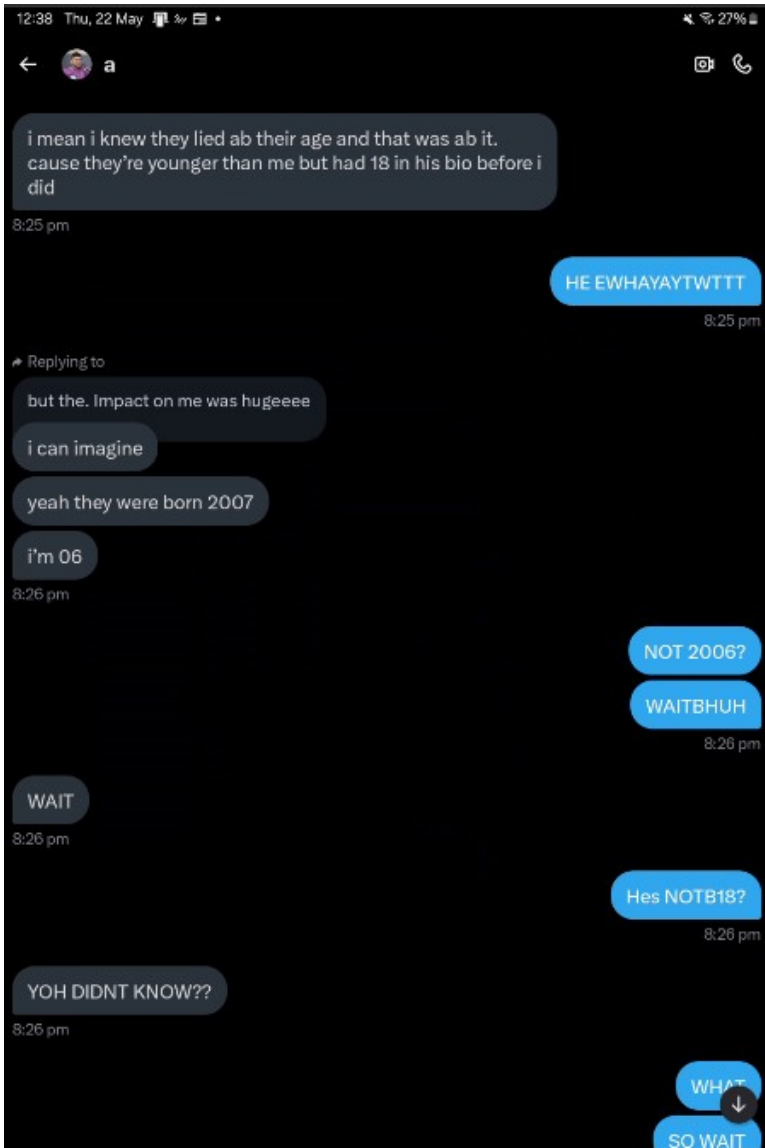 12:38 Thu, 22 May
27%
a
i mean i knew they lied ab their age and that was ab it.
cause they're younger than me but had 18 in his bio before i
did
8:25 pm
HE EWHAYAYTWTTT
8:25 pm
Replying to
but the. Impact on me was hugeeee
i can imagine
yeah they were born 2007
i'm 06
8:26 pm
NOT 2006?
WAITBHUH
8:26 pm
WAIT
8:26 pm
Hes NOTB18?
8:26 pm
YOH DIDNT KNOW??
8:26 pm
WHAT
SO WAIT